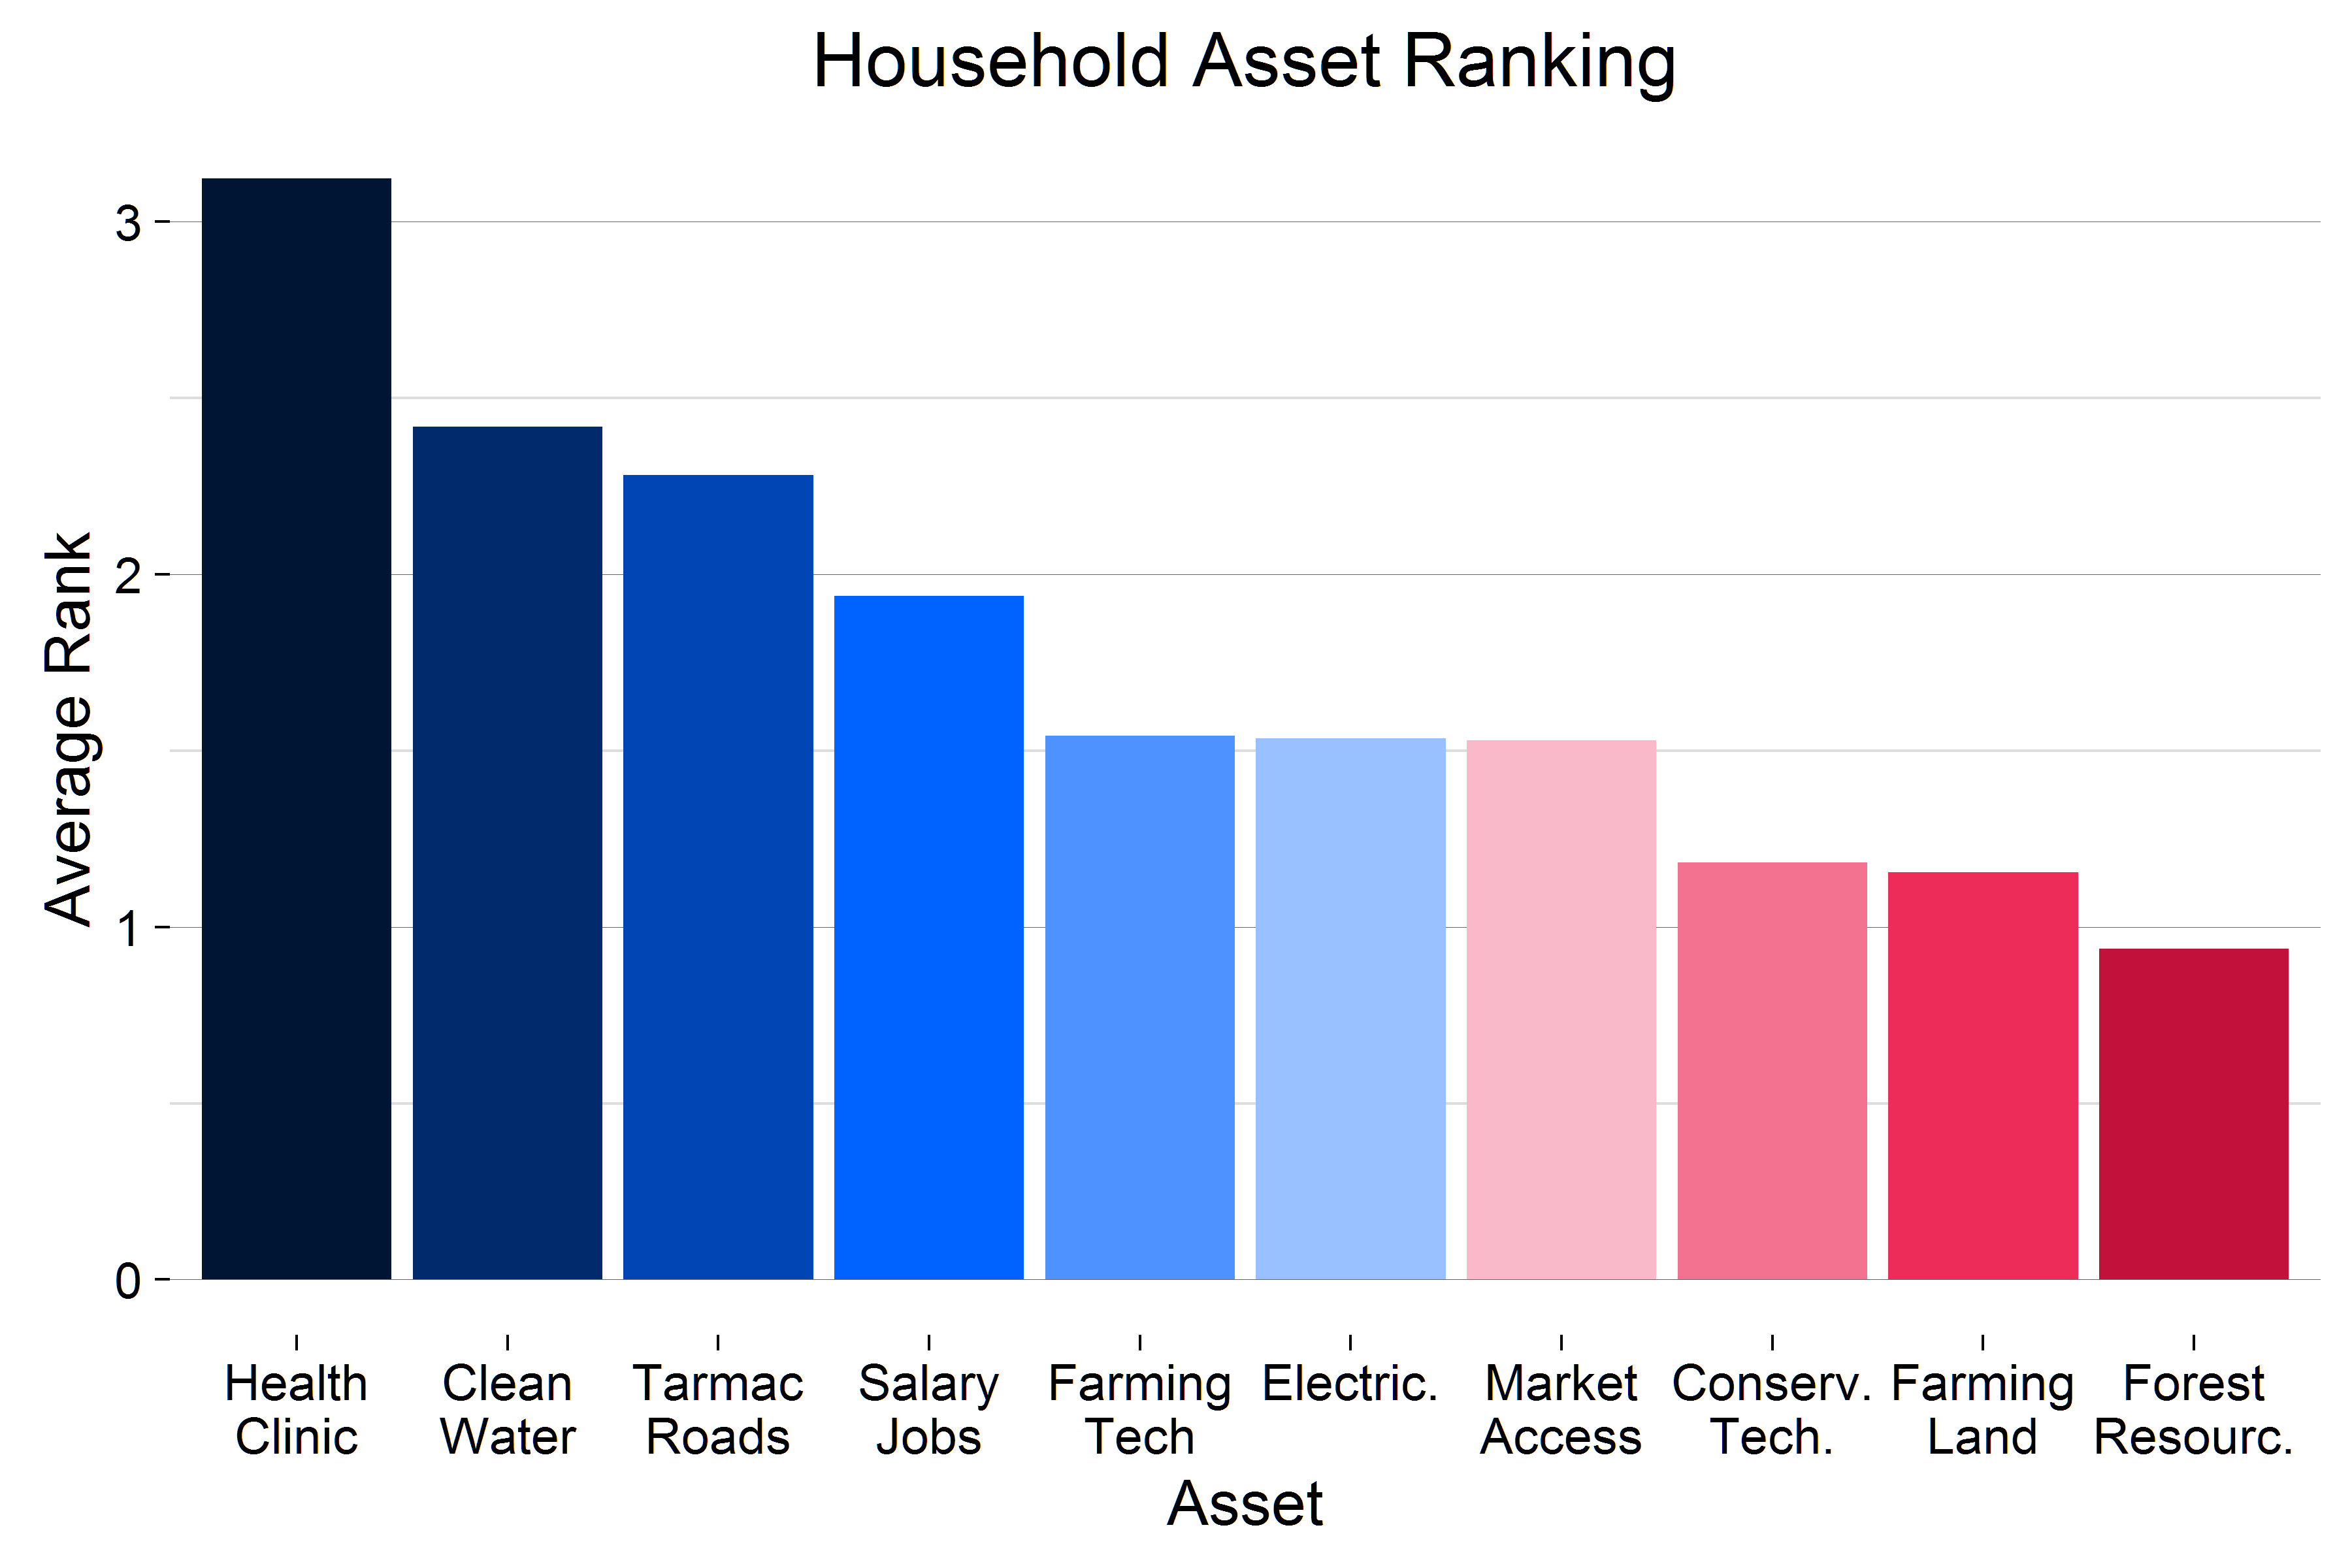 Household Asset Ranking
Average Rank
3
2
1
0
Health Clinic
Clean Water
Tarmac Roads
Salary Jobs
Farming Tech
Electric.
Market Access
Conserv. Tech.
Farming Land
Forest Resourc.
Asset